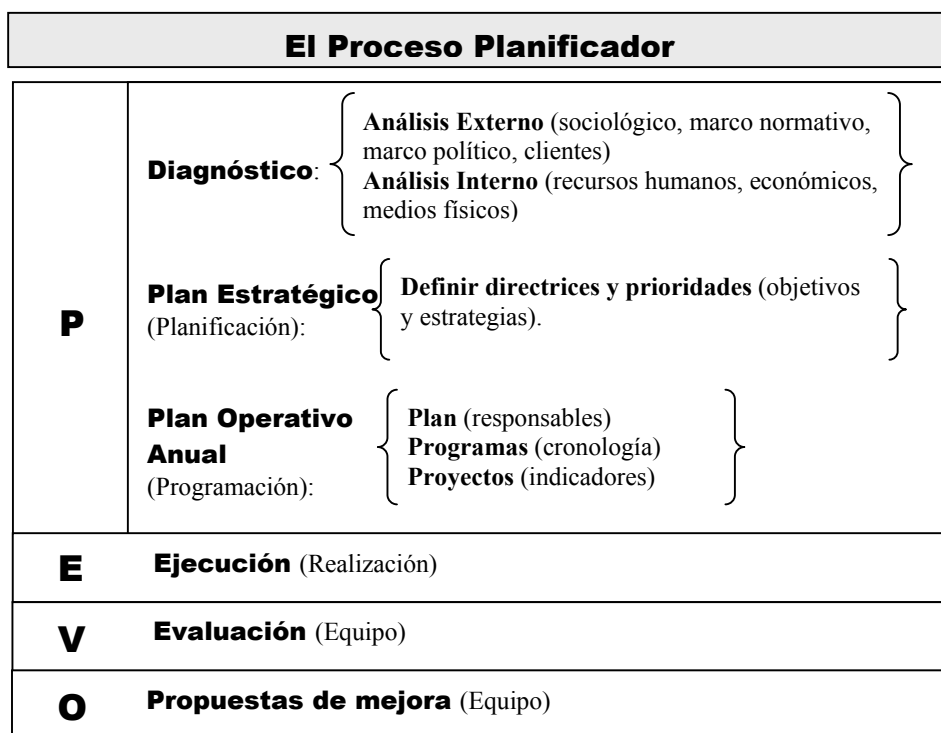 El Proceso Planificador
P
Diagnóstico:
Análisis Externo (sociológico, marco normativo,
marco político, clientes)
Análisis Interno (recursos humanos, económicos,
medios físicos)
Plan Estratégico
(Planificación):
Definir directrices y prioridades (objetivos
y estrategias).
Plan Operativo
Anual
(Programación):
Plan (responsables)
Programas (cronología)
Proyectos (indicadores)
E
Ejecución (Realización)
V
Evaluación (Equipo)
O
Propuestas de mejora (Equipo)